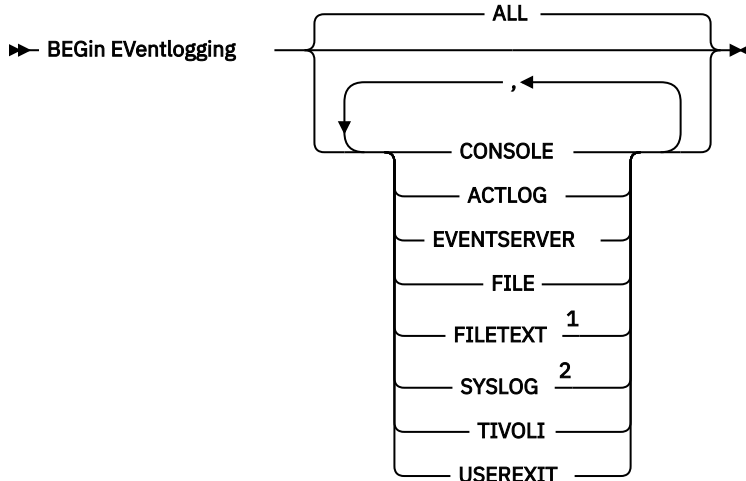 ALL
BEGin EVentlogging
,
CONSOLE
ACTLOG
EVENTSERVER
FILE
FILETEXT 1
SYSLOG 2
TIVOLI
USEREXIT